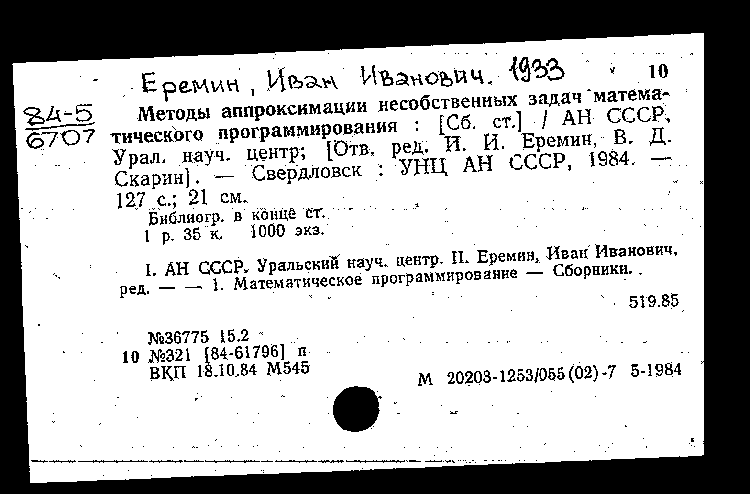 Еремин, Иван Иванович. 1933 10
84-5
6707
Методы аппроксимации несобственных задач матема-
тического программирования : [Сб. ст.] / АН СССР,
Урал. науч. центр; [Отв. ред. И. И. Еремин, В. Д.
Скарин]. — Свердловск : УНЦ АН СССР, 1984. —
127 с.; 21 см.
Библиогр. в конце ст.
1 р. 35 к. 1000 экз.
I. АН СССР. Уральский науч. центр. II. Еремин, Иван Иванович,
ред. — — 1. Математическое программирование — Сборники.
519.85
№36775 15.2
10 №321 [84-61796] п
ВКП 18.10.84 М545
М 20203-1253/055(02)-7 5-1984